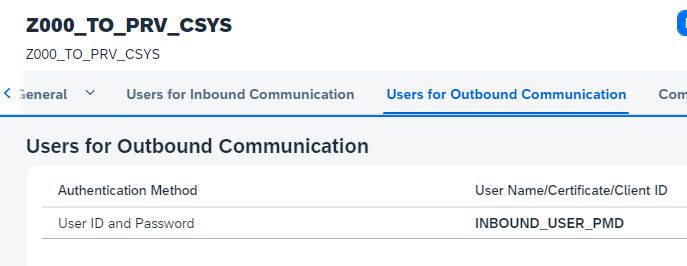 Z000_TO_PRV_CSYS
Z000_TO_PRV_CSYS
General Users for Inbound Communication Users for Outbound Communication Com
Users for Outbound Communication
Authentication Method User Name/Certificate/Client ID
User ID and Password INBOUND_USER_PMD